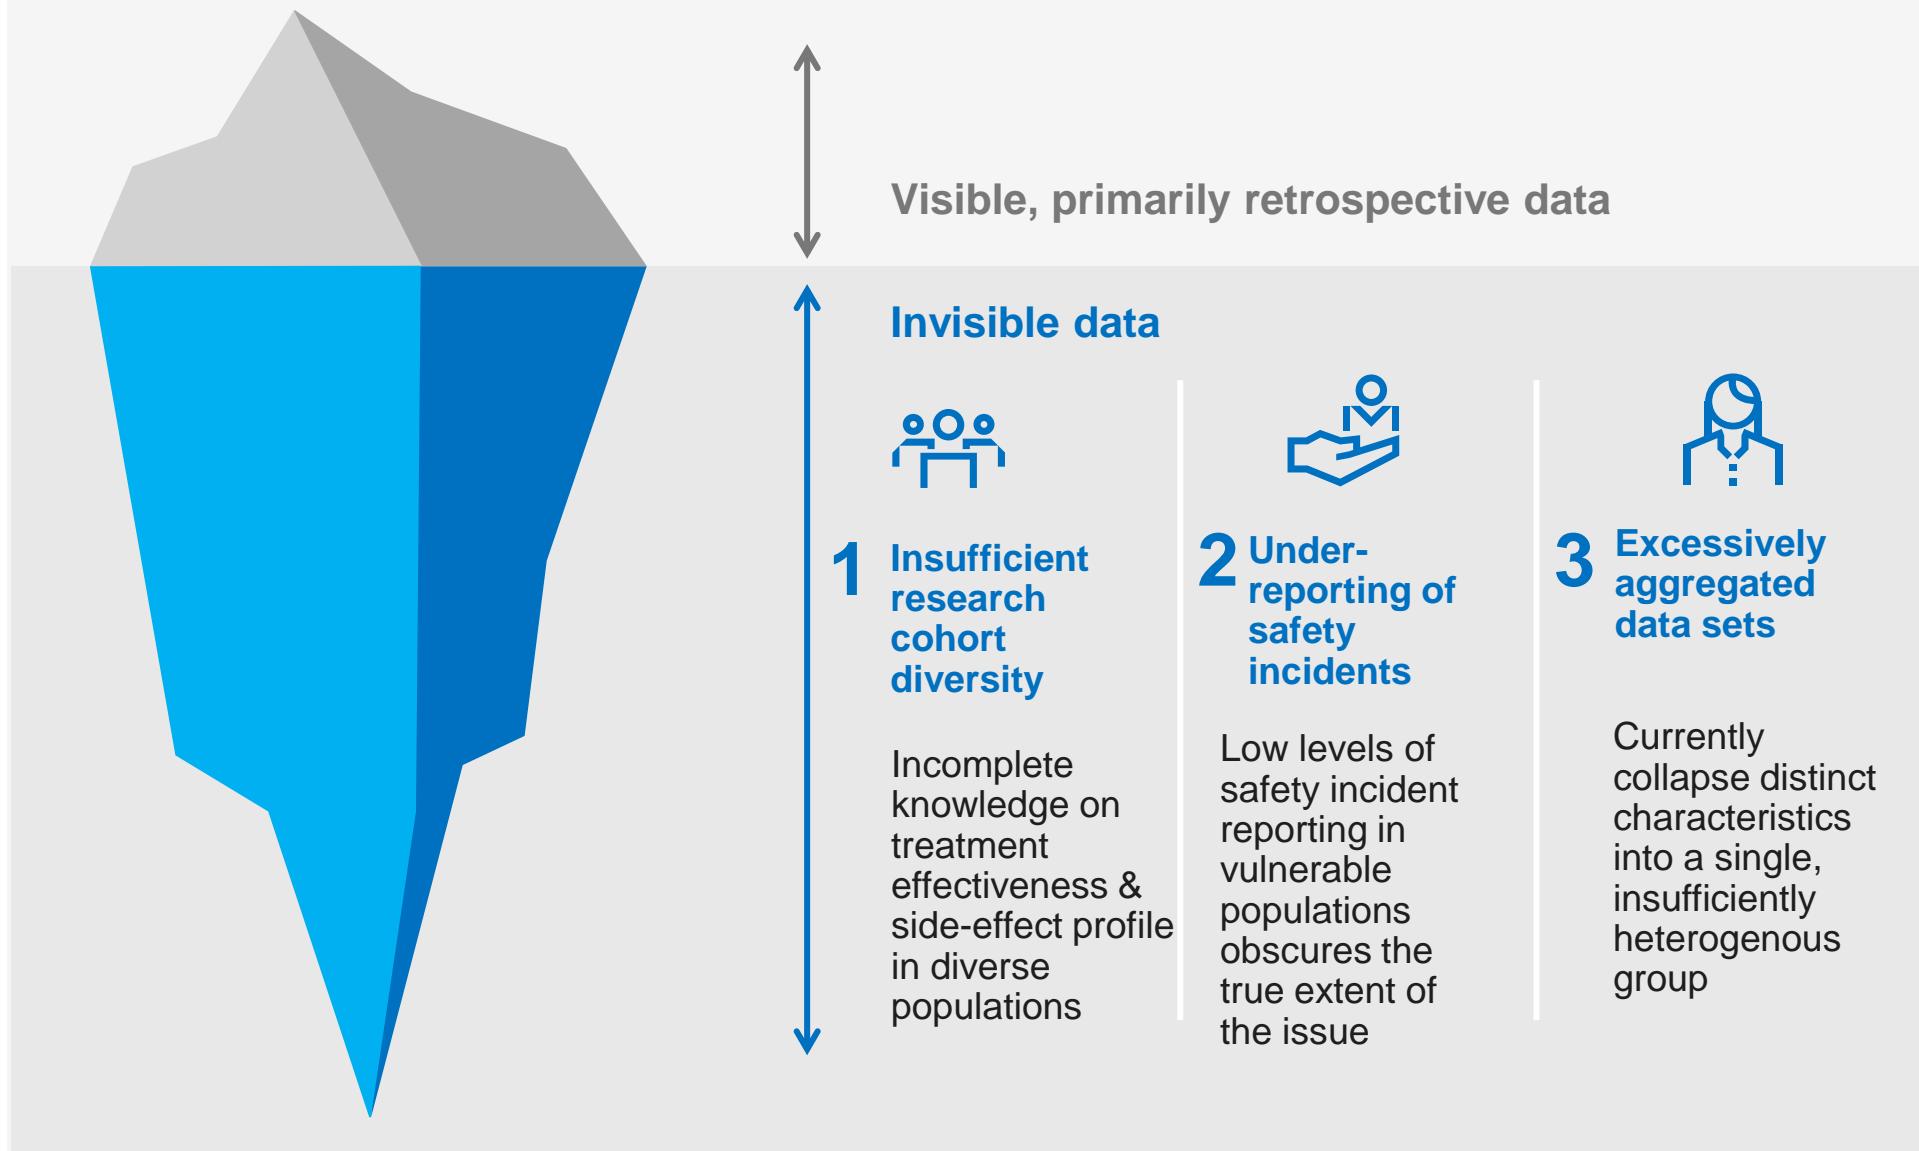 Visible, primarily retrospective data
Invisible data
1
Insufficient
research
cohort
diversity
Incomplete
knowledge on
treatment
effectiveness &
side-effect profile
in diverse
populations
2
Under-
reporting of
safety
incidents
Low levels of
safety incident
reporting in
vulnerable
populations
obscures the
true extent of
the issue
3
Excessively
aggregated
data sets
Currently
collapse distinct
characteristics
into a single,
insufficiently
heterogenous
group